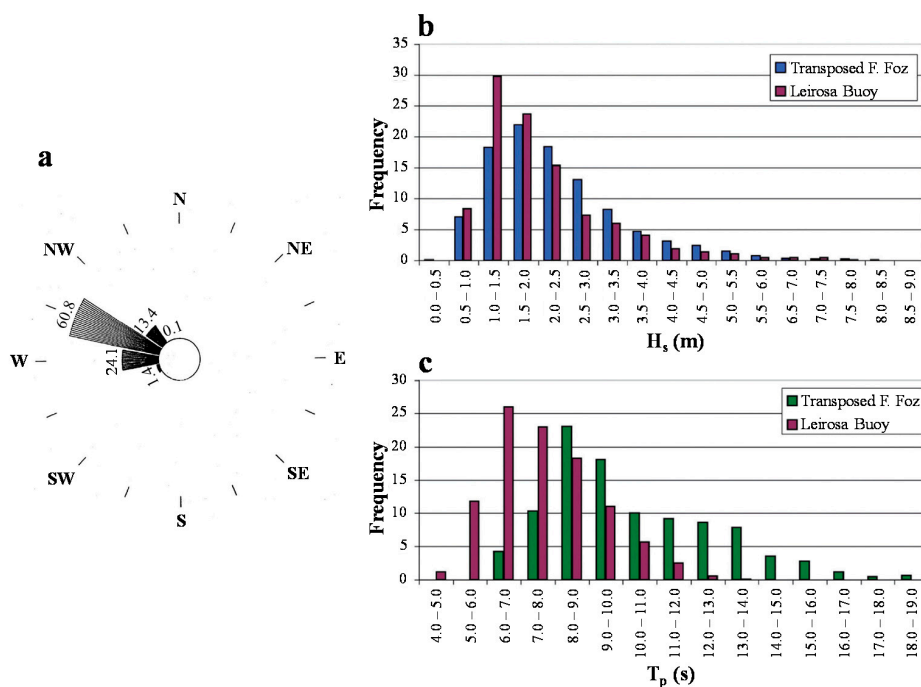 a
N
NW
NE
60.8
13.4
0.1
W
24.1
E
1.4
SW
SE
S
b
35
30
25
20
15
10
5
0
Frequency
Transposed F. Foz
Leirosa Buoy
0.0 – 0.5
0.5 – 1.0
1.0 – 1.5
1.5 – 2.0
2.0 – 2.5
2.5 – 3.0
3.0 – 3.5
3.5 – 4.0
4.0 – 4.5
4.5 – 5.0
5.0 – 5.5
5.5 – 6.0
6.5 – 7.0
7.0 – 7.5
7.5 – 8.0
8.0 – 8.5
8.5 – 9.0
Hs (m)
c
30
25
20
15
10
5
0
Frequency
Transposed F. Foz
Leirosa Buoy
4.0 – 5.0
5.0 – 6.0
6.0 – 7.0
7.0 – 8.0
8.0 – 9.0
9.0 – 10.0
10.0 – 11.0
11.0 – 12.0
12.0 – 13.0
13.0 – 14.0
14.0 – 15.0
15.0 – 16.0
16.0 – 17.0
17.0 – 18.0
18.0 – 19.0
Tp (s)